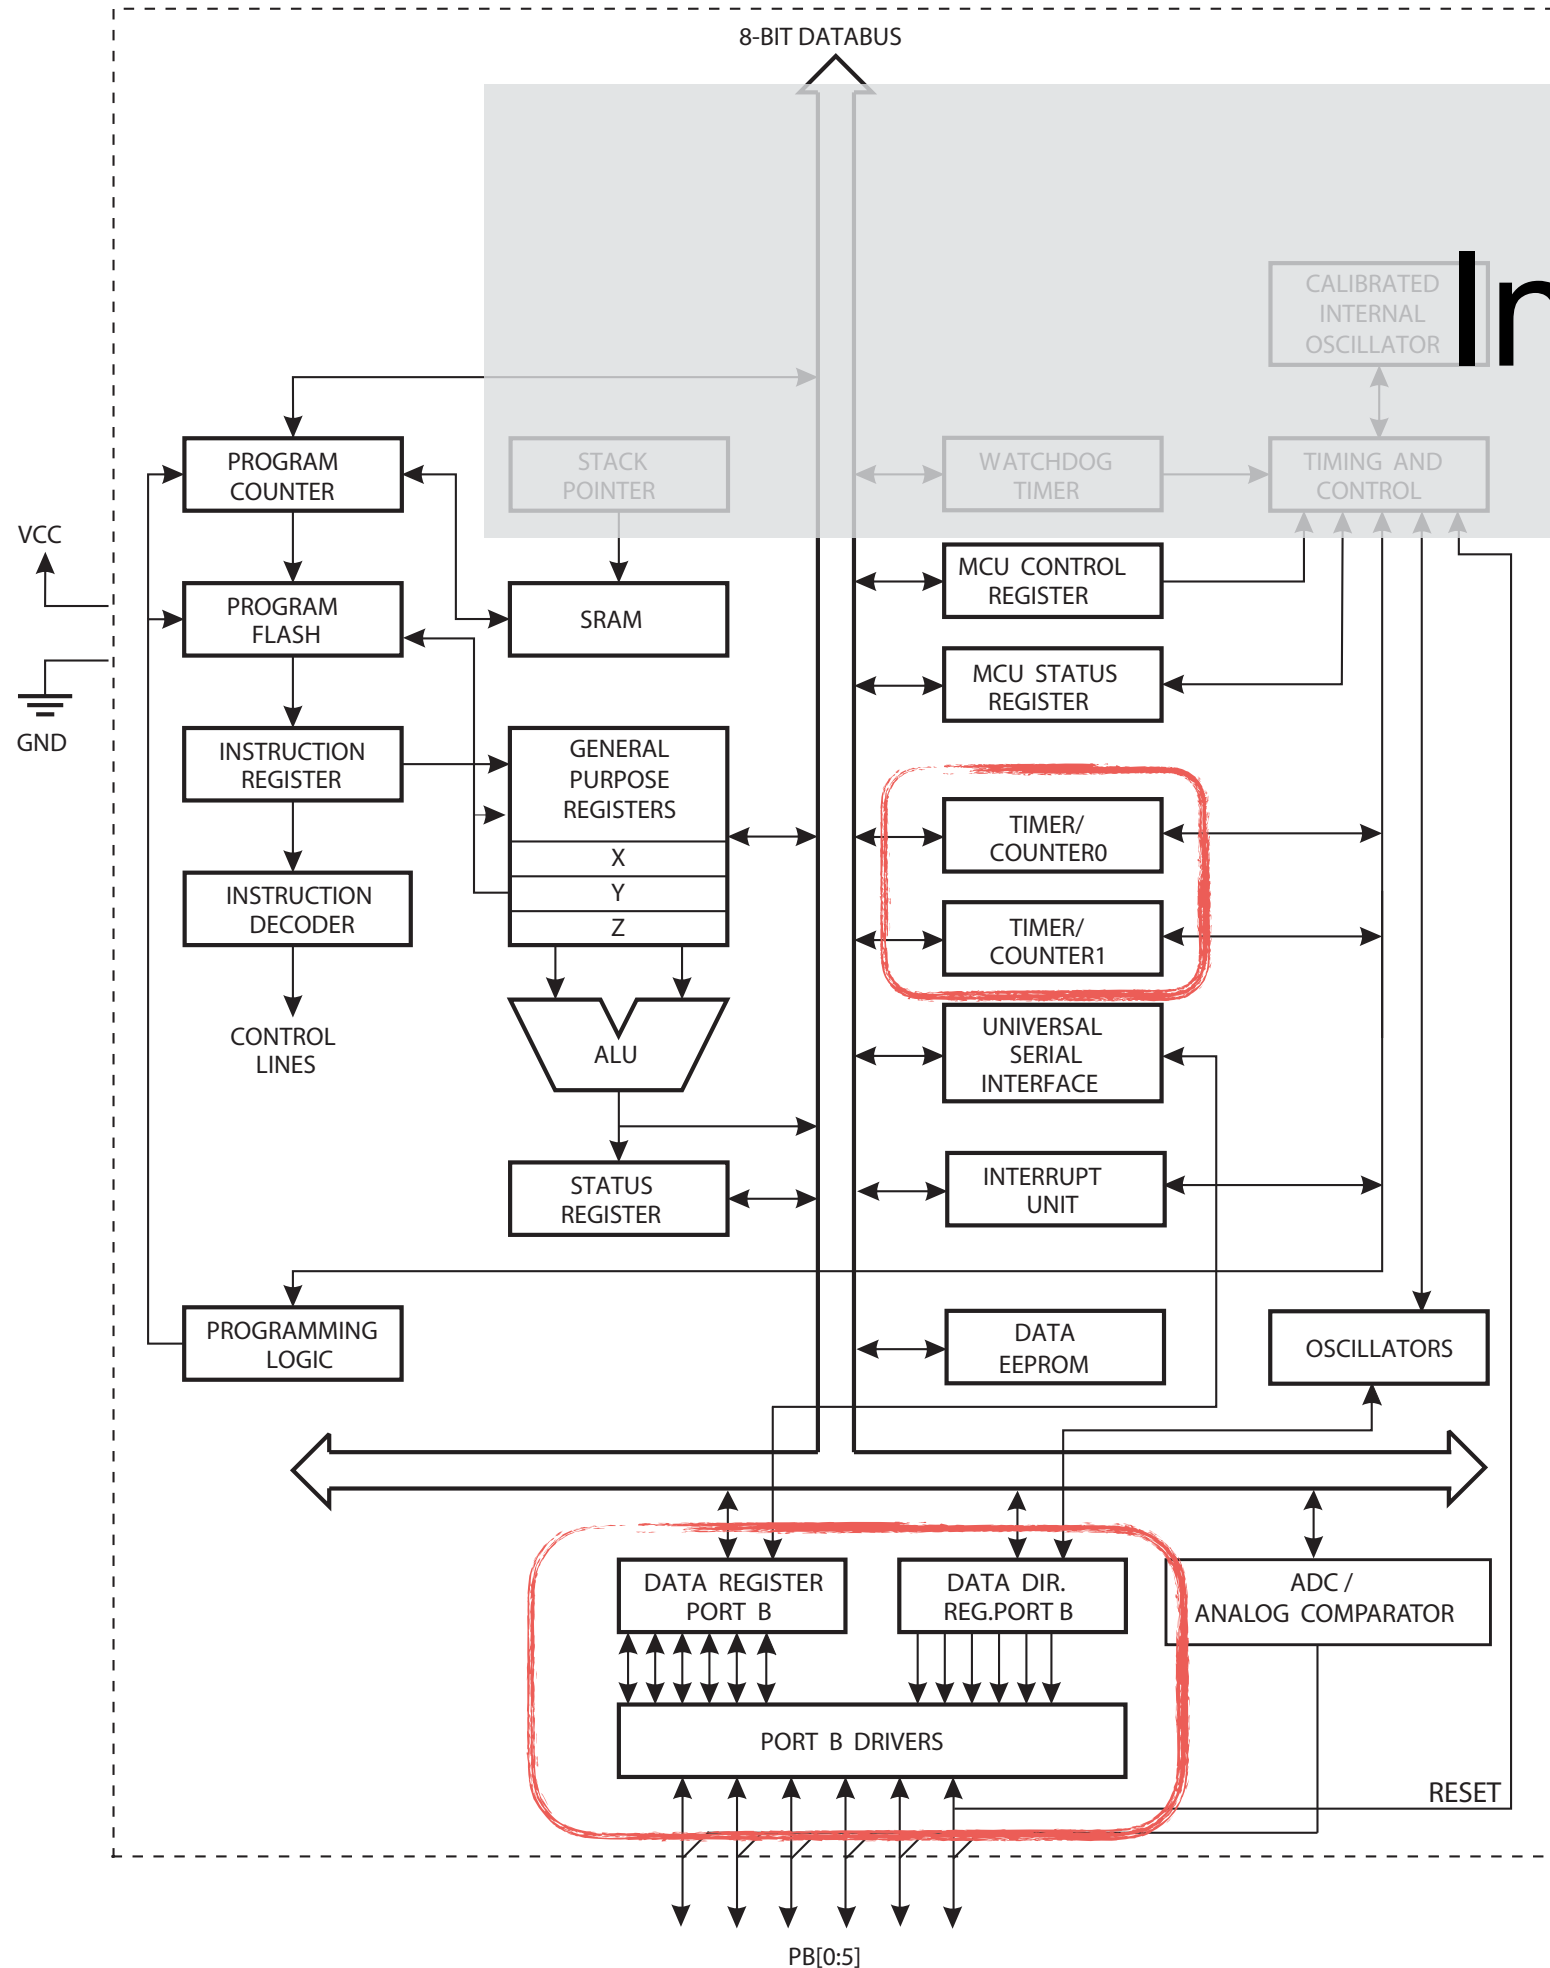 8-BIT DATABUS
CALIBRATED
INTERNAL
OSCILLATOR
In
PROGRAM
COUNTER
STACK
POINTER
WATCHDOG
TIMER
TIMING AND
CONTROL
VCC
GND
PROGRAM
FLASH
SRAM
MCU CONTROL
REGISTER
MCU STATUS
REGISTER
INSTRUCTION
REGISTER
GENERAL
PURPOSE
REGISTERS
X
Y
Z
TIMER/
COUNTER0
INSTRUCTION
DECODER
TIMER/
COUNTER1
CONTROL
LINES
ALU
UNIVERSAL
SERIAL
INTERFACE
STATUS
REGISTER
INTERRUPT
UNIT
PROGRAMMING
LOGIC
DATA
EEPROM
OSCILLATORS
DATA REGISTER
PORT B
DATA DIR.
REG.PORT B
ADC /
ANALOG COMPARATOR
PORT B DRIVERS
RESET
PB[0:5]